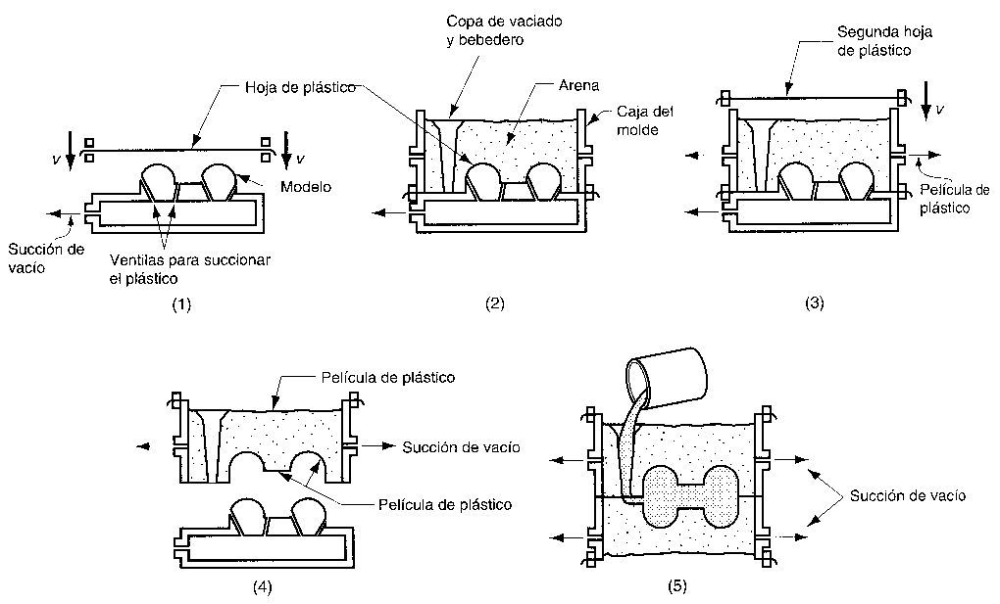 Hoja de plástico
v
v
Modelo
Succión de
vacío
Ventilas para succionar
el plástico
(1)
Copa de vaciado
y bebedero
Arena
Caja del
molde
(2)
Segunda hoja
de plástico
v
Película de
plástico
(3)
Película de plástico
Succión de vacío
Película de plástico
(4)
Succión de vacío
(5)